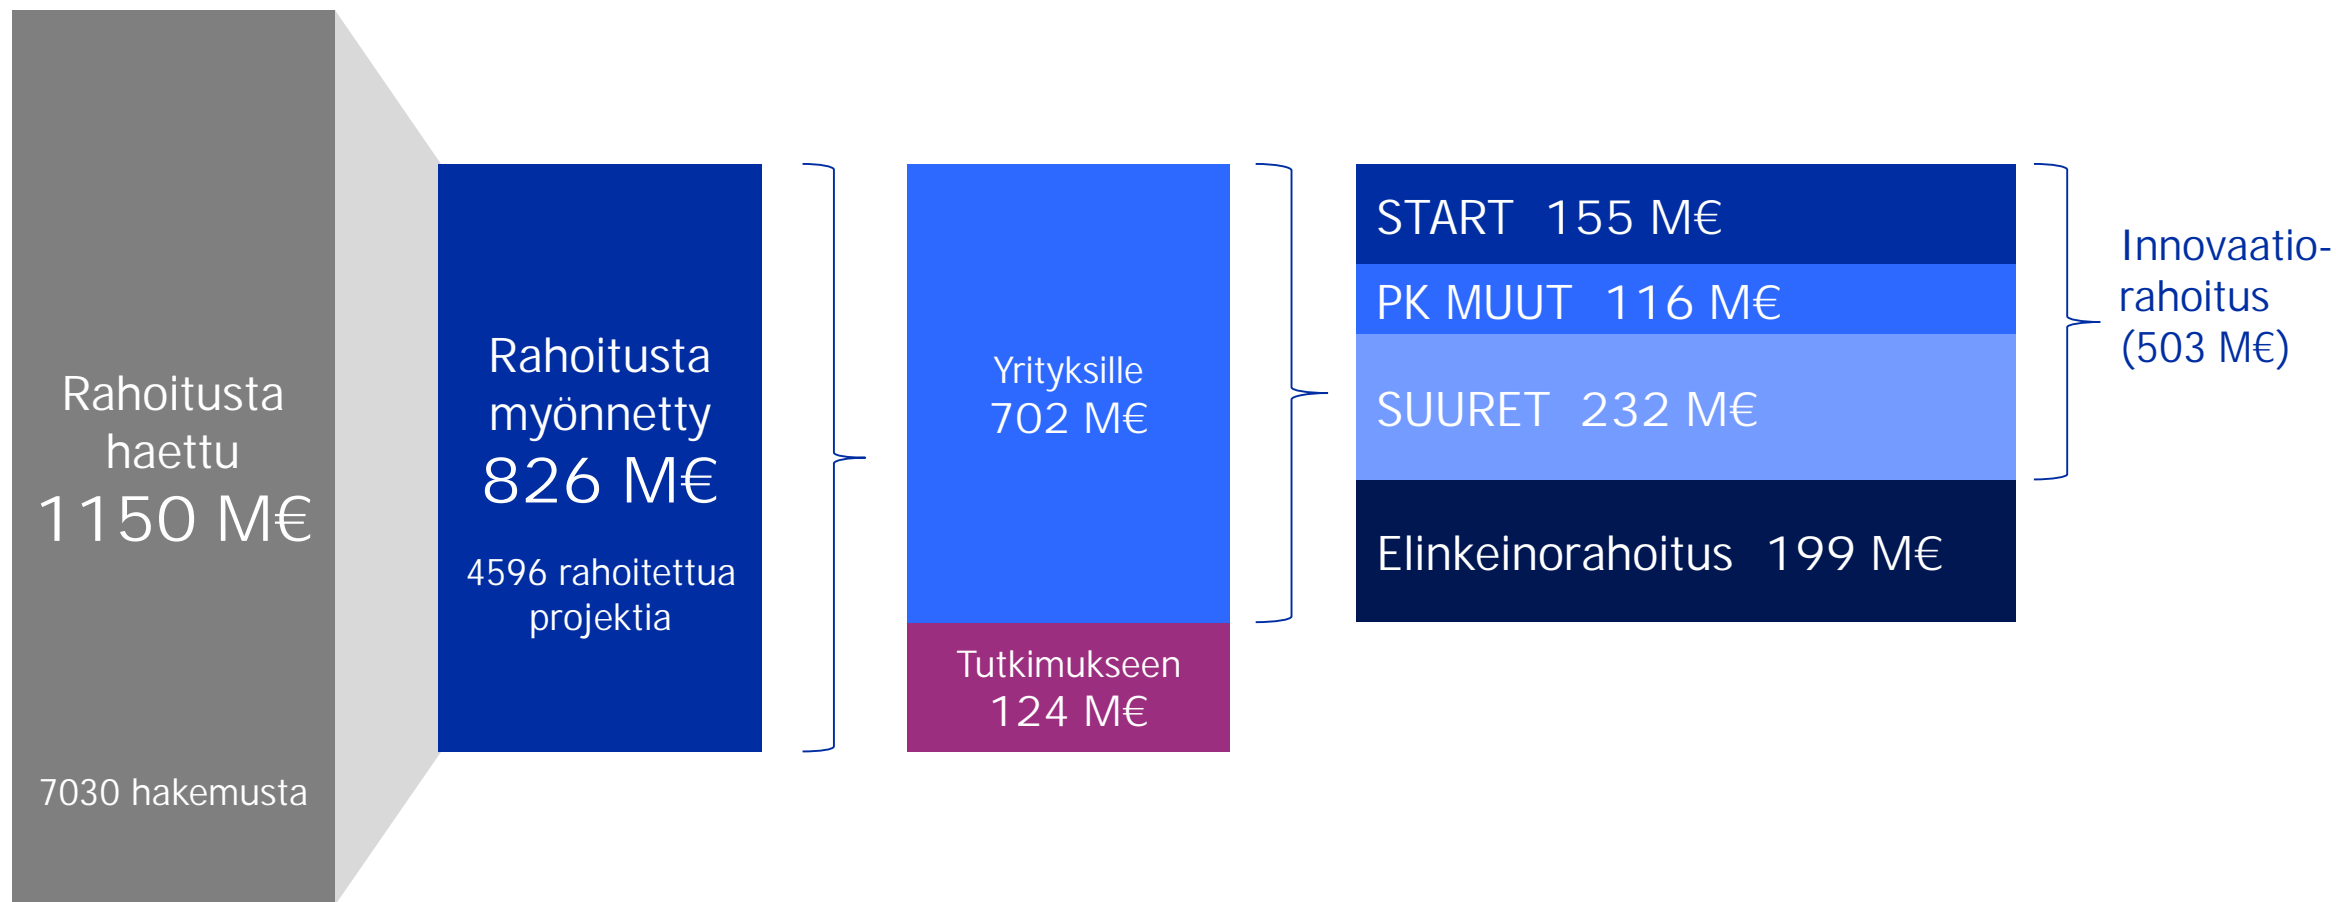 Rahoitusta
haettu
1150 M€
7030 hakemusta
Rahoitusta
myönnetty
826 M€
4596 rahoitettua
projektia
Yrityksille
702 M€
Tutkimukseen
124 M€
START 155 M€
PK MUUT 116 M€
SUURET 232 M€
Elinkeinorahoitus 199 M€
Innovaatio-
rahoitus
(503 M€)